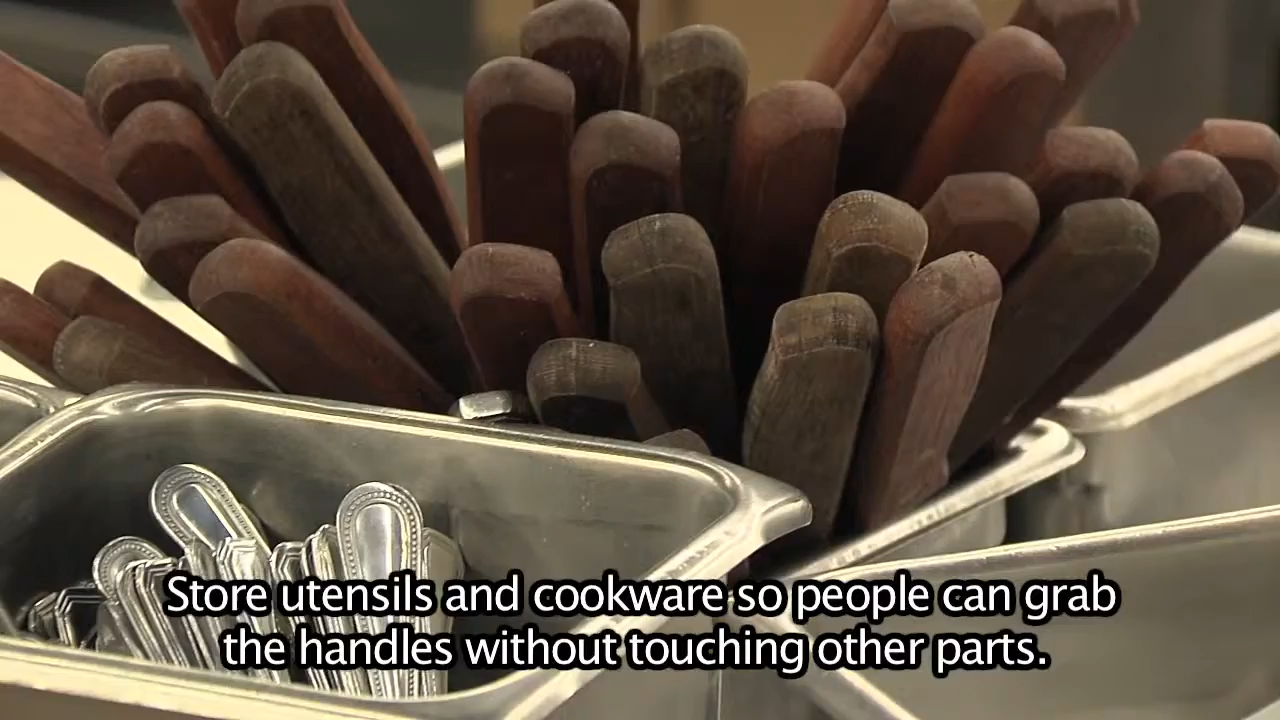 Store utensils and cookware so people can grab
the handles without touching other parts.